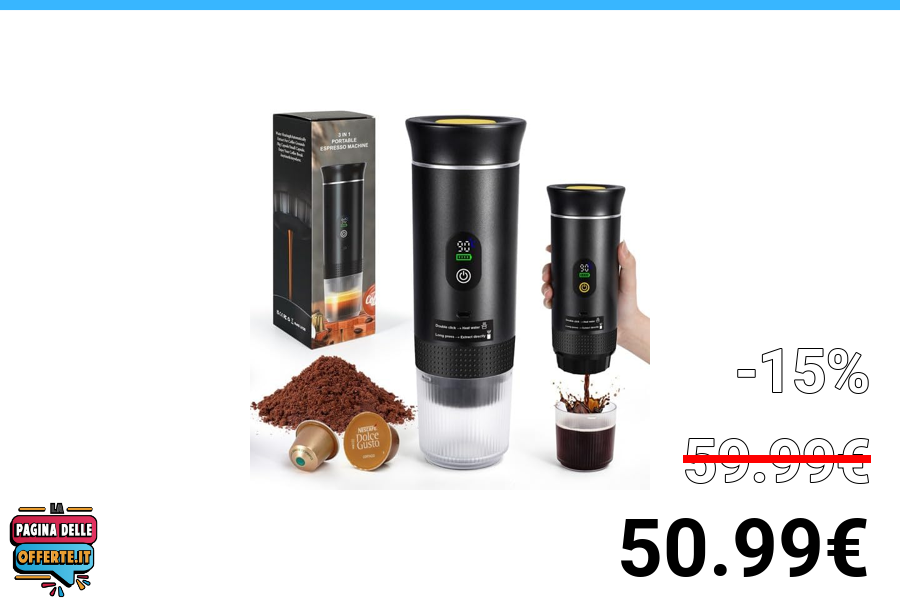 3 IN 1
PORTABLE
ESPRESSO MACHINE
90
Double click → Heat water
Long press → Extract directly
90
NESCAFÉ
Dolce
Gusto
-15%
59.99€
50.99€
LA
PAGINA DELLE
OFFERTE.IT